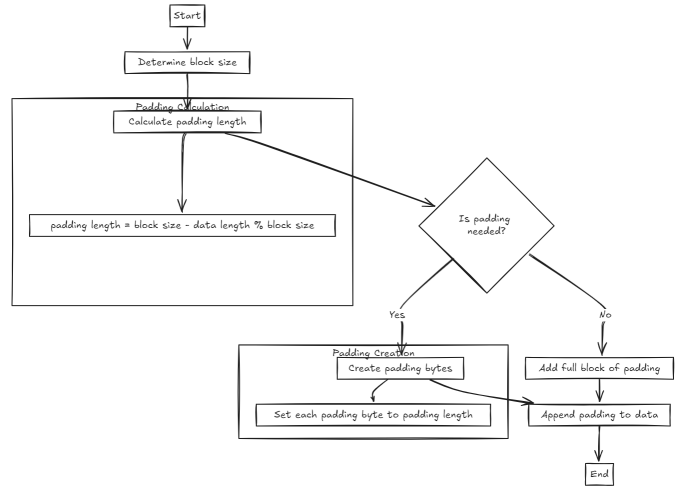 Start
Determine block size
Padding Calculation
Calculate padding length
padding length = block size - data length % block size
Is padding
needed?
Yes
No
Padding Creation
Create padding bytes
Add full block of padding
Set each padding byte to padding length
Append padding to data
End